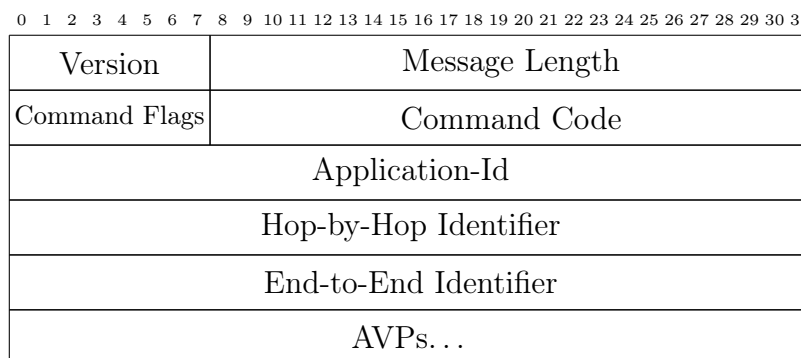 0 1 2 3 4 5 6 7 8 9 10 11 12 13 14 15 16 17 18 19 20 21 22 23 24 25 26 27 28 29 30 3
Version Message Length
Command Flags Command Code
Application-Id
Hop-by-Hop Identifier
End-to-End Identifier
AVPs...